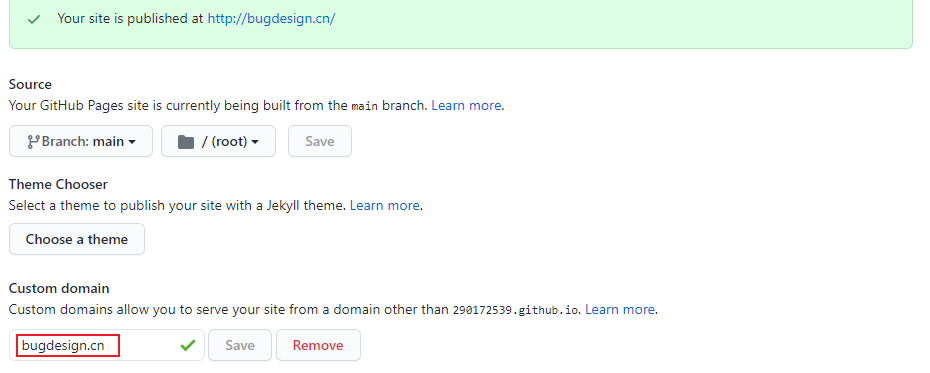 Your site is published at http://bugdesign.cn/
Source
Your GitHub Pages site is currently being built from the main branch. Learn more.
Branch: main / (root) Save
Theme Chooser
Select a theme to publish your site with a Jekyll theme. Learn more.
Choose a theme
Custom domain
Custom domains allow you to serve your site from a domain other than 290172539.github.io. Learn more.
bugdesign.cn Save Remove